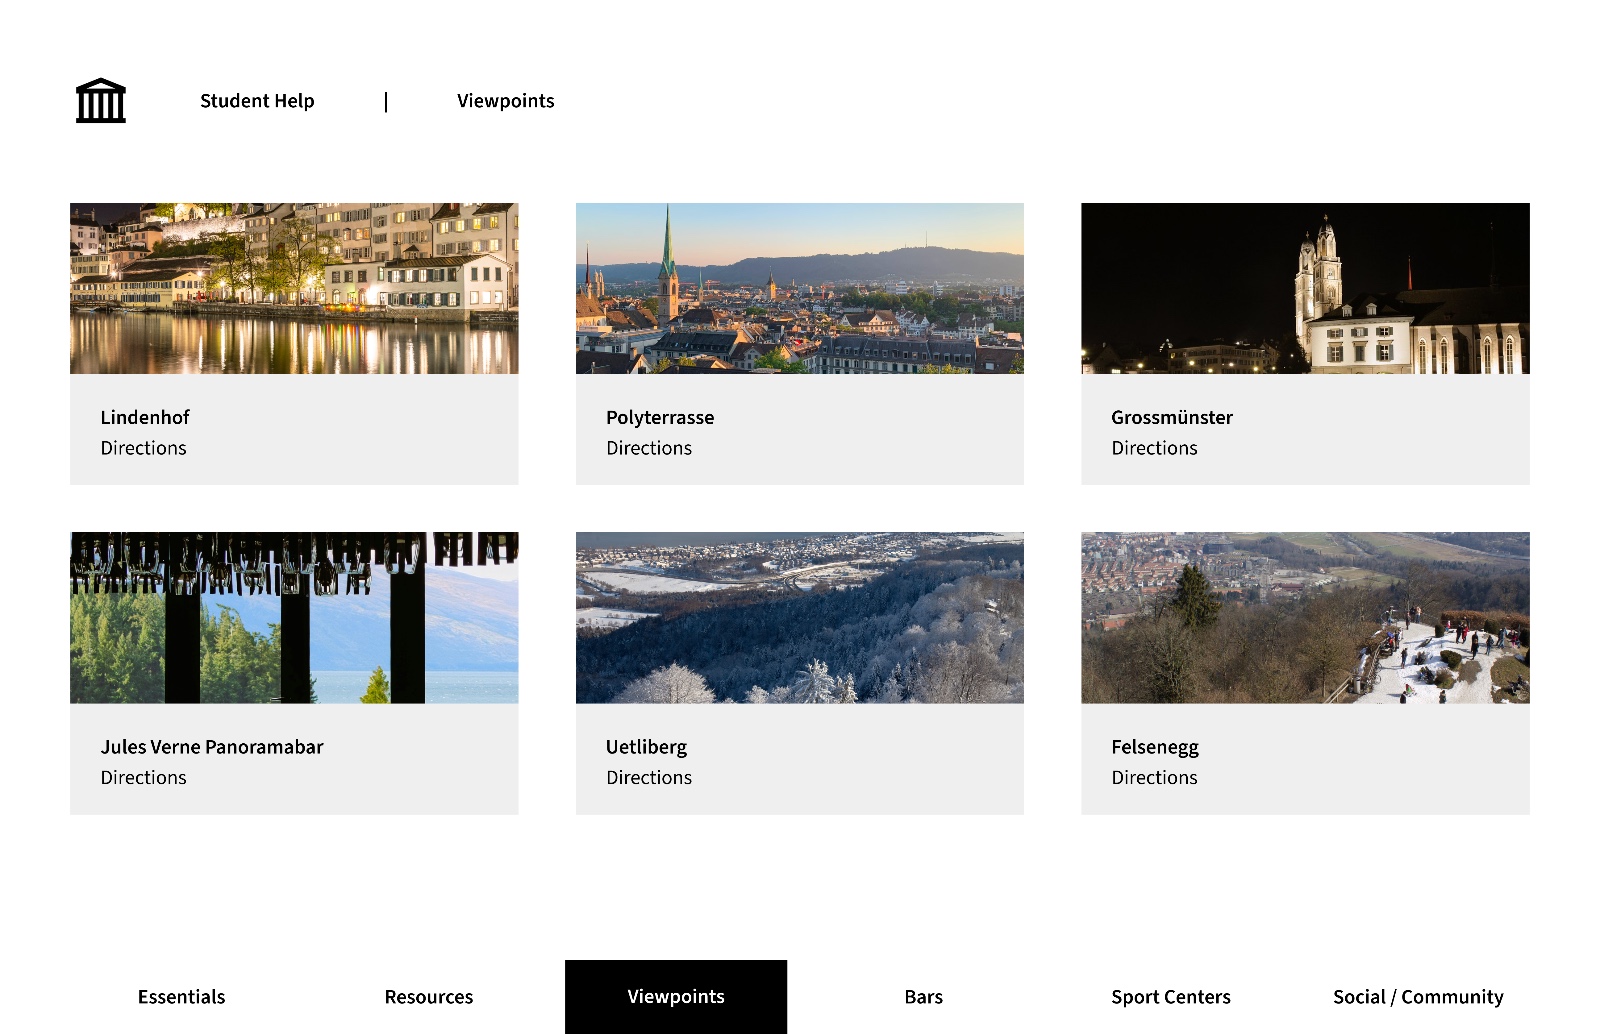 Student Help | Viewpoints
Lindenhof
Directions
Polyterrasse
Directions
Grossmünster
Directions
Jules Verne Panoramabar
Directions
Uetliberg
Directions
Felsenegg
Directions
Essentials
Resources
Viewpoints
Bars
Sport Centers
Social / Community